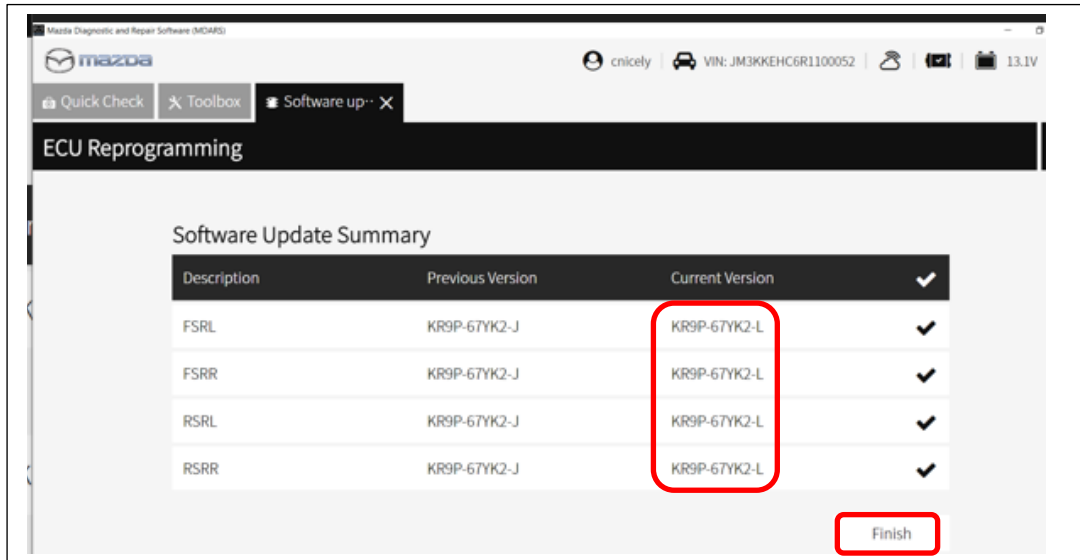 Mazda Diagnostic and Repair Software (MDARS)
mazda cnicely VIN: JM3KKEHC6R1100052 13.1V
Quick Check Toolbox Software up··
ECU Reprogramming
Software Update Summary
Description Previous Version Current Version
FSRL KR9P-67YK2-J KR9P-67YK2-L
FSRR KR9P-67YK2-J KR9P-67YK2-L
RSRL KR9P-67YK2-J KR9P-67YK2-L
RSRR KR9P-67YK2-J KR9P-67YK2-L
Finish